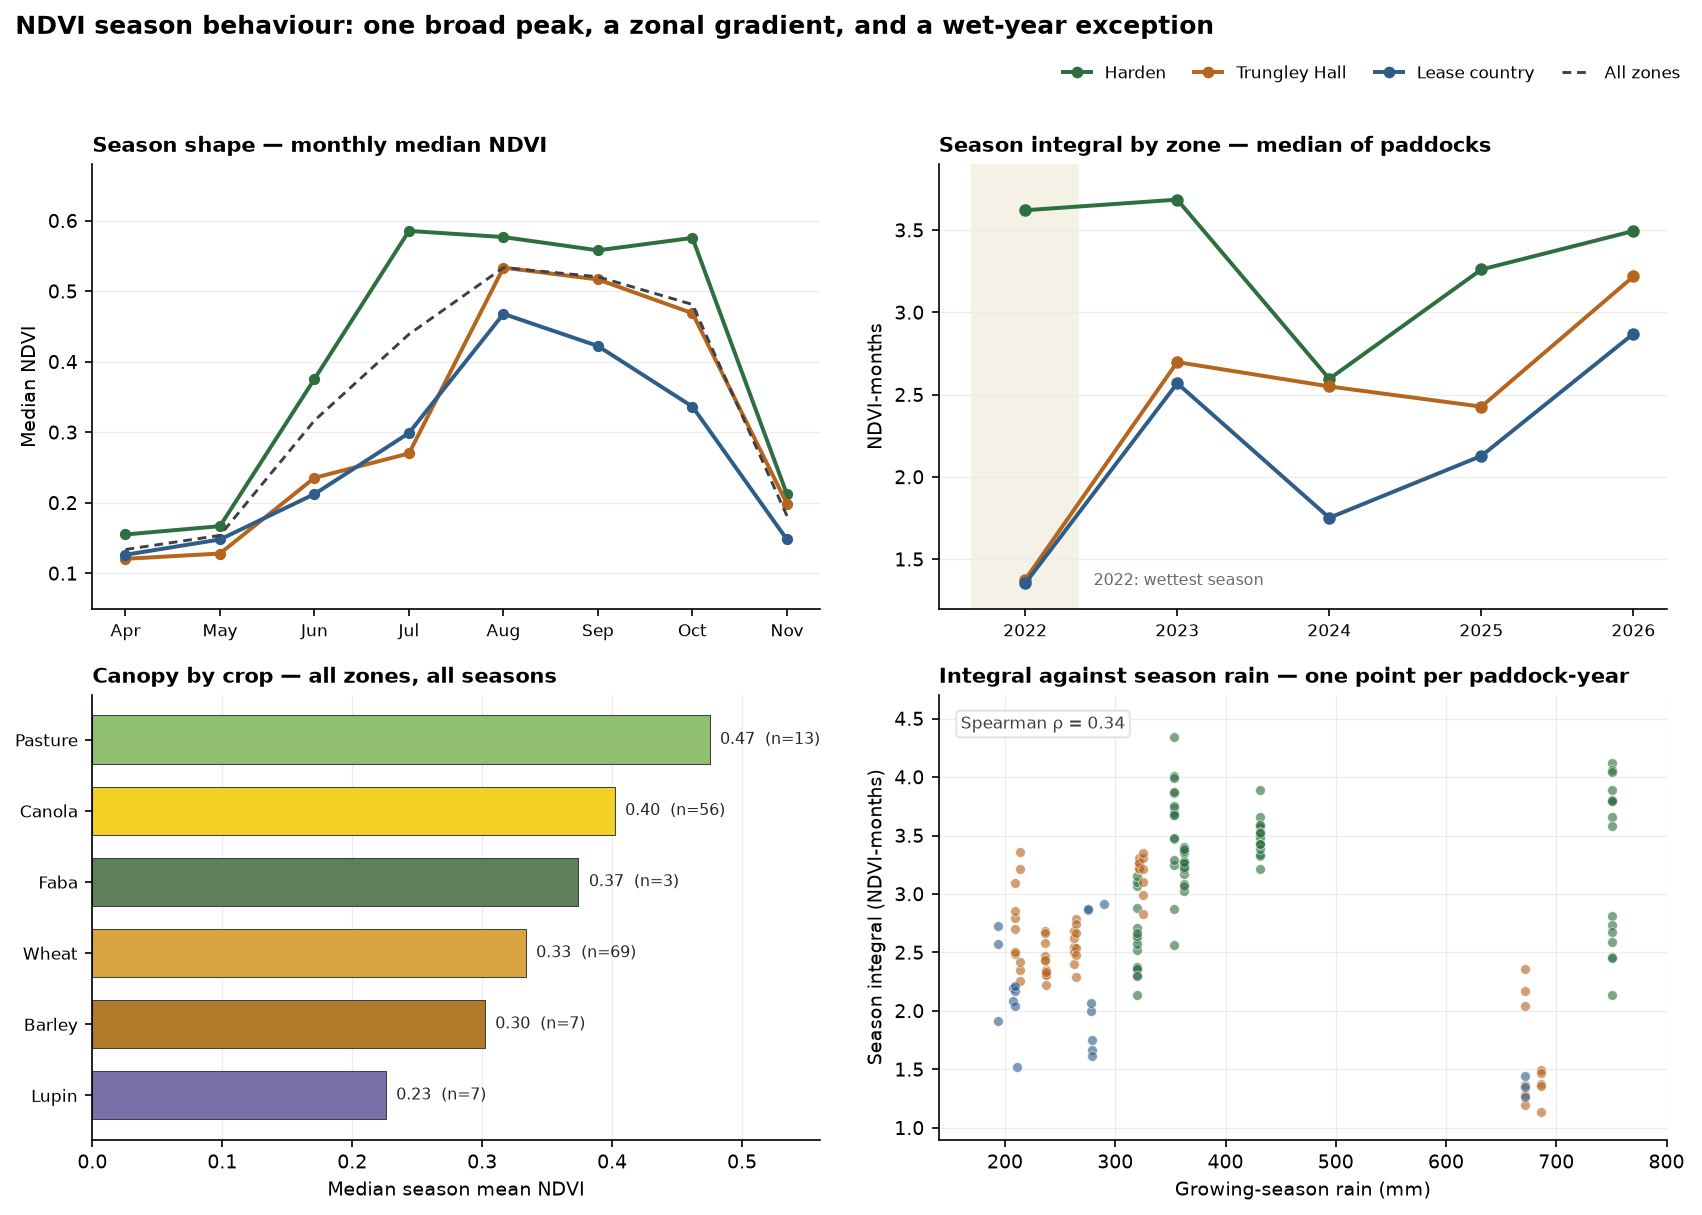 NDVI season behaviour: one broad peak, a zonal gradient, and a wet-year exception
Harden
Trungley Hall
Lease country
All zones
Season shape — monthly median NDVI
Median NDVI
0.6
0.5
0.4
0.3
0.2
0.1
Apr
May
Jun
Jul
Aug
Sep
Oct
Nov
Season integral by zone — median of paddocks
NDVI-months
3.5
3.0
2.5
2.0
1.5
2022: wettest season
2022
2023
2024
2025
2026
Canopy by crop — all zones, all seasons
Pasture
0.47 (n=13)
Canola
0.40 (n=56)
Faba
0.37 (n=3)
Wheat
0.33 (n=69)
Barley
0.30 (n=7)
Lupin
0.23 (n=7)
0.0
0.1
0.2
0.3
0.4
0.5
Median season mean NDVI
Integral against season rain — one point per paddock-year
Spearman ρ = 0.34
Season integral (NDVI-months)
4.5
4.0
3.5
3.0
2.5
2.0
1.5
1.0
200
300
400
500
600
700
800
Growing-season rain (mm)